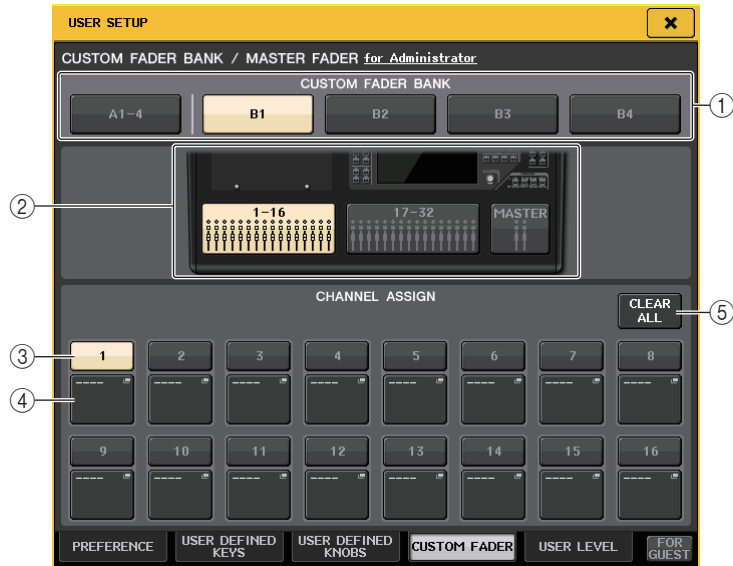 USER SETUP
CUSTOM FADER BANK / MASTER FADER for Administrator
CUSTOM FADER BANK
A1–4 B1 B2 B3 B4
①
②
1–16 17–32 MASTER
CHANNEL ASSIGN
CLEAR ALL
⑤
③
1 2 3 4 5 6 7 8
④
---- ---- ---- ---- ---- ---- ---- ----
9 10 11 12 13 14 15 16
---- ---- ---- ---- ---- ---- ---- ----
PREFERENCE USER DEFINED KEYS USER DEFINED KNOBS CUSTOM FADER USER LEVEL FOR GUEST